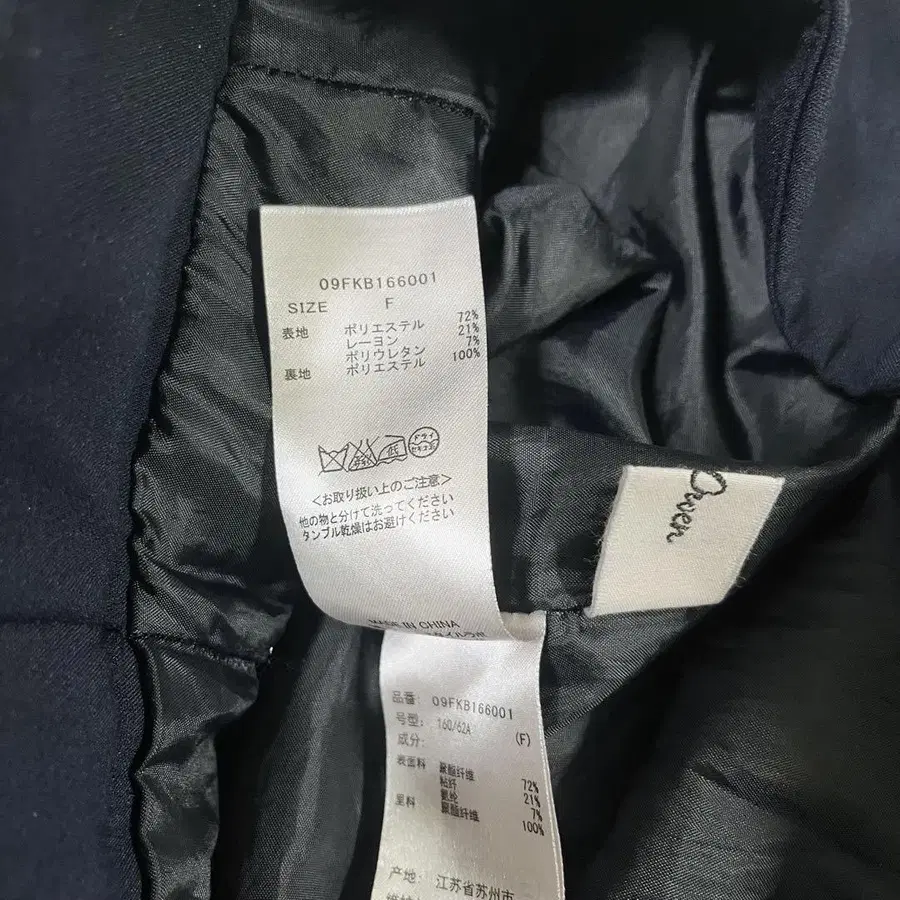 09FKB166001
SIZE F
表地 ポリエステル 72%
レーヨン 21%
ポリウレタン 7%
裏地 ポリエステル 100%
ドライ
低
<お取り扱い上のご注意>
他の物と分けて洗ってください
タンブル乾燥はお避けください
MADE IN CHINA
Owen
品番: 09FKB166001
号型: 160/62A (F)
成分:
表面料 聚酯纤维 72%
粘纤 21%
氨纶 7%
里料 聚酯纤维 100%
产地: 江苏省苏州市